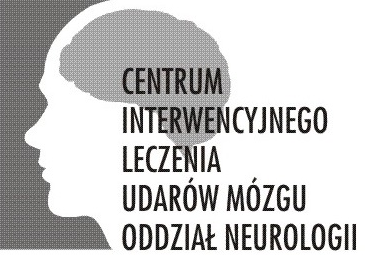 CENTRUM
INTERWENCYJNEGO
LECZENIA
UDARÓW MÓZGU
ODDZIAŁ NEUROLOGII